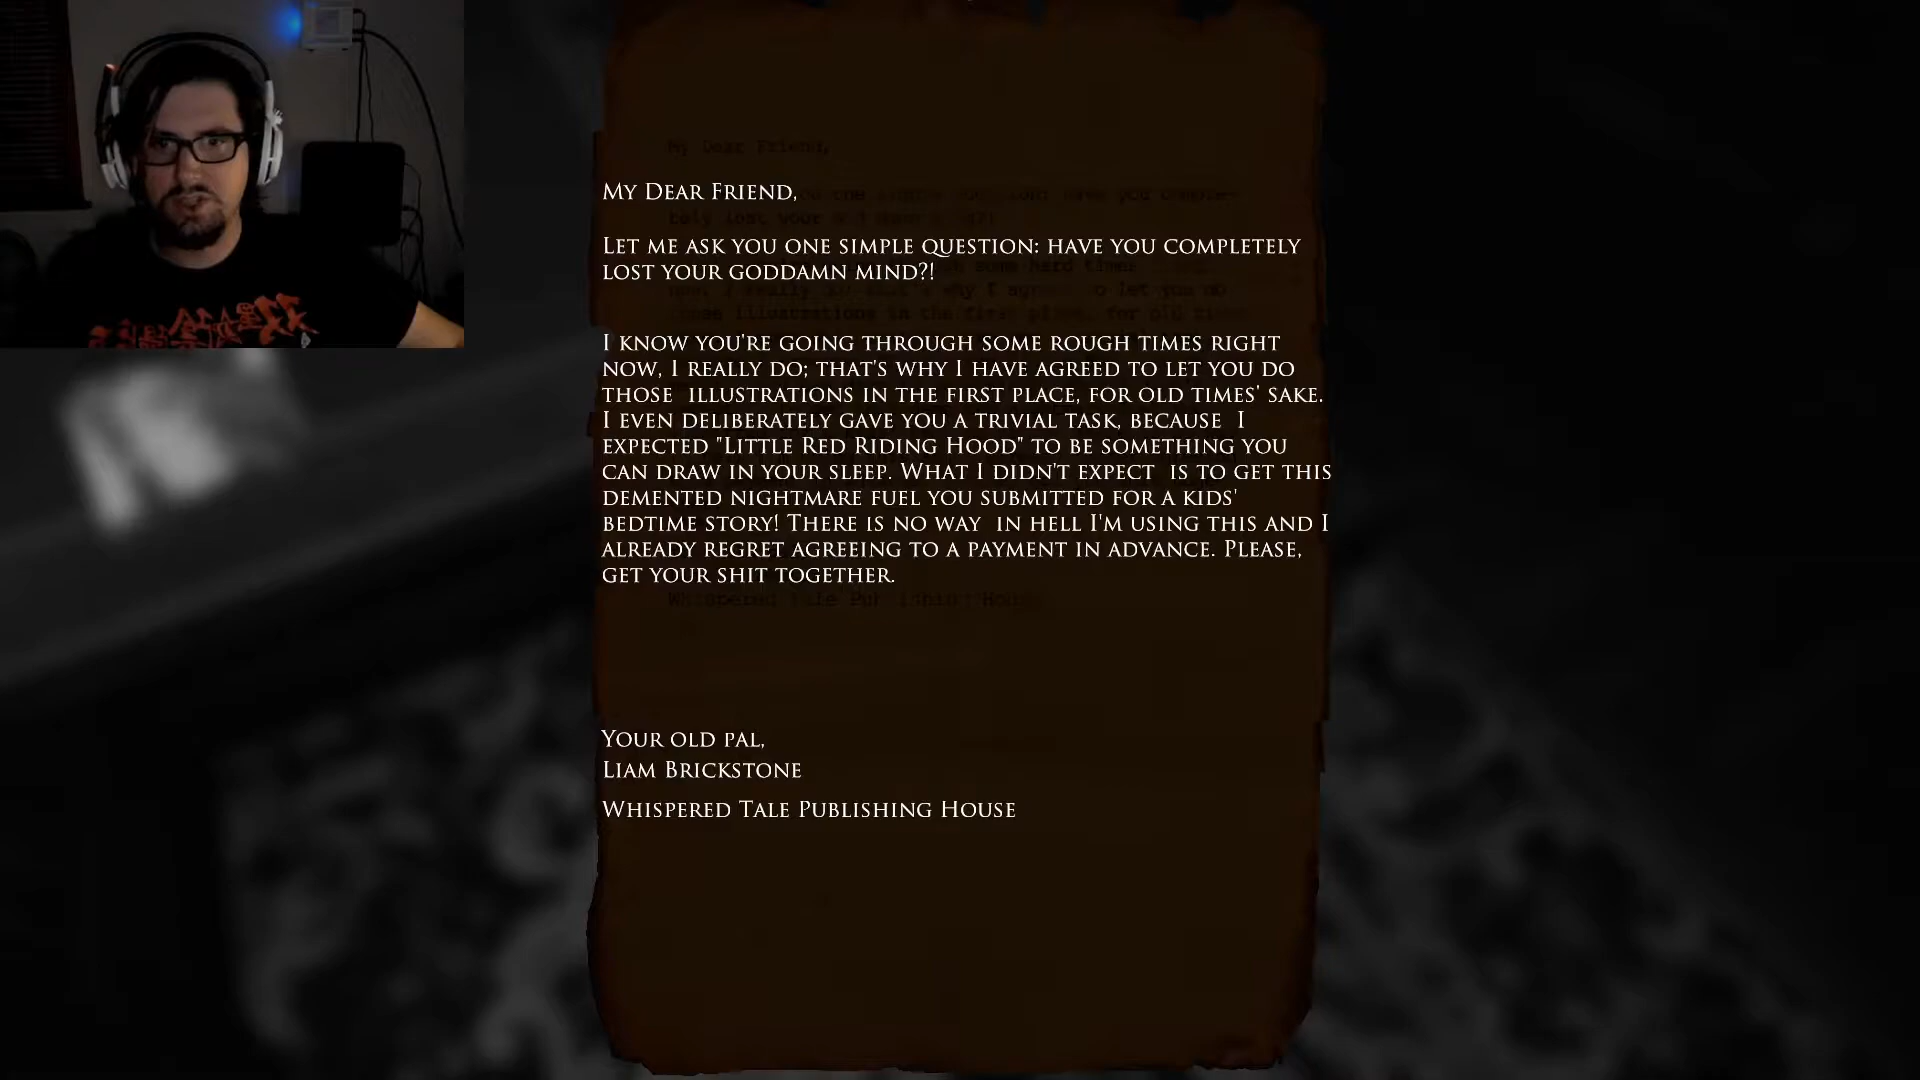 My Dear Friend,
Let me ask you one simple question: have you completely
lost your goddamn mind?!
I know you're going through some rough times right
now, I really do; that's why I have agreed to let you do
those illustrations in the first place, for old times' sake.
I even deliberately gave you a trivial task, because I
expected "Little Red Riding Hood" to be something you
can draw in your sleep. What I didn't expect is to get this
demented nightmare fuel you submitted for a kids'
bedtime story! There is no way in hell I'm using this and I
already regret agreeing to a payment in advance. Please,
get your shit together.
Your old pal,
Liam Brickstone
Whispered Tale Publishing House